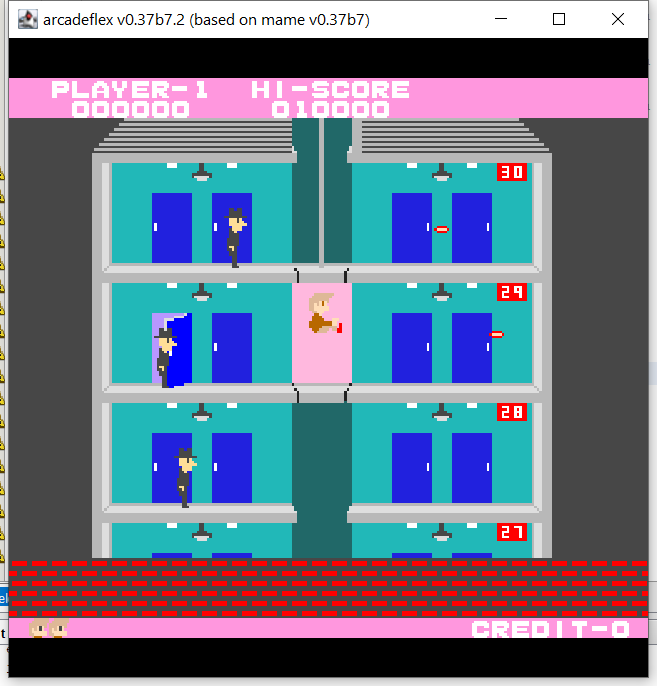 arcadeflex v0.37b7.2 (based on mame v0.37b7)
PLAYER-1 HI-SCORE
000000 010000
30
29
28
27
CREDIT-0